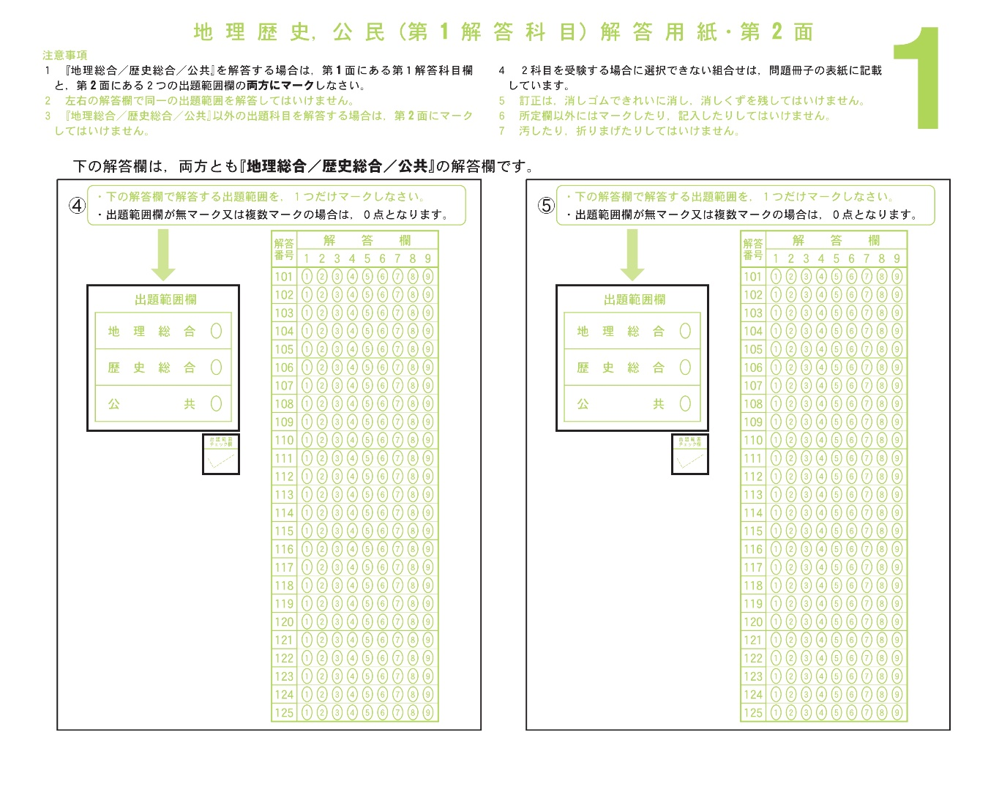 地理歴史，公民（第１解答科目）解答用紙・第２面
1
注意事項
１　『地理総合／歴史総合／公共』を解答する場合は，第１面にある第１解答科目欄
と，第２面にある２つの出題範囲欄の両方にマークしなさい。
２　左右の解答欄で同一の出題範囲を解答してはいけません。
３　『地理総合／歴史総合／公共』以外の出題科目を解答する場合は，第２面にマーク
してはいけません。
４　２科目を受験する場合に選択できない組合せは，問題冊子の表紙に記載
しています。
５　訂正は，消しゴムできれいに消し，消しくずを残してはいけません。
６　所定欄以外にはマークしたり，記入したりしてはいけません。
７　汚したり，折りまげたりしてはいけません。
下の解答欄は，両方とも『地理総合／歴史総合／公共』の解答欄です。
④
・下の解答欄で解答する出題範囲を，１つだけマークしなさい。
・出題範囲欄が無マーク又は複数マークの場合は，０点となります。
出題範囲欄
地理総合
歴史総合
公共
出題範囲
チェック欄
解答番号　解答欄
1 2 3 4 5 6 7 8 9
101 ① ② ③ ④ ⑤ ⑥ ⑦ ⑧ ⑨
102 ① ② ③ ④ ⑤ ⑥ ⑦ ⑧ ⑨
103 ① ② ③ ④ ⑤ ⑥ ⑦ ⑧ ⑨
104 ① ② ③ ④ ⑤ ⑥ ⑦ ⑧ ⑨
105 ① ② ③ ④ ⑤ ⑥ ⑦ ⑧ ⑨
106 ① ② ③ ④ ⑤ ⑥ ⑦ ⑧ ⑨
107 ① ② ③ ④ ⑤ ⑥ ⑦ ⑧ ⑨
108 ① ② ③ ④ ⑤ ⑥ ⑦ ⑧ ⑨
109 ① ② ③ ④ ⑤ ⑥ ⑦ ⑧ ⑨
110 ① ② ③ ④ ⑤ ⑥ ⑦ ⑧ ⑨
111 ① ② ③ ④ ⑤ ⑥ ⑦ ⑧ ⑨
112 ① ② ③ ④ ⑤ ⑥ ⑦ ⑧ ⑨
113 ① ② ③ ④ ⑤ ⑥ ⑦ ⑧ ⑨
114 ① ② ③ ④ ⑤ ⑥ ⑦ ⑧ ⑨
115 ① ② ③ ④ ⑤ ⑥ ⑦ ⑧ ⑨
116 ① ② ③ ④ ⑤ ⑥ ⑦ ⑧ ⑨
117 ① ② ③ ④ ⑤ ⑥ ⑦ ⑧ ⑨
118 ① ② ③ ④ ⑤ ⑥ ⑦ ⑧ ⑨
119 ① ② ③ ④ ⑤ ⑥ ⑦ ⑧ ⑨
120 ① ② ③ ④ ⑤ ⑥ ⑦ ⑧ ⑨
121 ① ② ③ ④ ⑤ ⑥ ⑦ ⑧ ⑨
122 ① ② ③ ④ ⑤ ⑥ ⑦ ⑧ ⑨
123 ① ② ③ ④ ⑤ ⑥ ⑦ ⑧ ⑨
124 ① ② ③ ④ ⑤ ⑥ ⑦ ⑧ ⑨
125 ① ② ③ ④ ⑤ ⑥ ⑦ ⑧ ⑨
⑤
・下の解答欄で解答する出題範囲を，１つだけマークしなさい。
・出題範囲欄が無マーク又は複数マークの場合は，０点となります。
出題範囲欄
地理総合
歴史総合
公共
出題範囲
チェック欄
解答番号　解答欄
1 2 3 4 5 6 7 8 9
101 ① ② ③ ④ ⑤ ⑥ ⑦ ⑧ ⑨
102 ① ② ③ ④ ⑤ ⑥ ⑦ ⑧ ⑨
103 ① ② ③ ④ ⑤ ⑥ ⑦ ⑧ ⑨
104 ① ② ③ ④ ⑤ ⑥ ⑦ ⑧ ⑨
105 ① ② ③ ④ ⑤ ⑥ ⑦ ⑧ ⑨
106 ① ② ③ ④ ⑤ ⑥ ⑦ ⑧ ⑨
107 ① ② ③ ④ ⑤ ⑥ ⑦ ⑧ ⑨
108 ① ② ③ ④ ⑤ ⑥ ⑦ ⑧ ⑨
109 ① ② ③ ④ ⑤ ⑥ ⑦ ⑧ ⑨
110 ① ② ③ ④ ⑤ ⑥ ⑦ ⑧ ⑨
111 ① ② ③ ④ ⑤ ⑥ ⑦ ⑧ ⑨
112 ① ② ③ ④ ⑤ ⑥ ⑦ ⑧ ⑨
113 ① ② ③ ④ ⑤ ⑥ ⑦ ⑧ ⑨
114 ① ② ③ ④ ⑤ ⑥ ⑦ ⑧ ⑨
115 ① ② ③ ④ ⑤ ⑥ ⑦ ⑧ ⑨
116 ① ② ③ ④ ⑤ ⑥ ⑦ ⑧ ⑨
117 ① ② ③ ④ ⑤ ⑥ ⑦ ⑧ ⑨
118 ① ② ③ ④ ⑤ ⑥ ⑦ ⑧ ⑨
119 ① ② ③ ④ ⑤ ⑥ ⑦ ⑧ ⑨
120 ① ② ③ ④ ⑤ ⑥ ⑦ ⑧ ⑨
121 ① ② ③ ④ ⑤ ⑥ ⑦ ⑧ ⑨
122 ① ② ③ ④ ⑤ ⑥ ⑦ ⑧ ⑨
123 ① ② ③ ④ ⑤ ⑥ ⑦ ⑧ ⑨
124 ① ② ③ ④ ⑤ ⑥ ⑦ ⑧ ⑨
125 ① ② ③ ④ ⑤ ⑥ ⑦ ⑧ ⑨